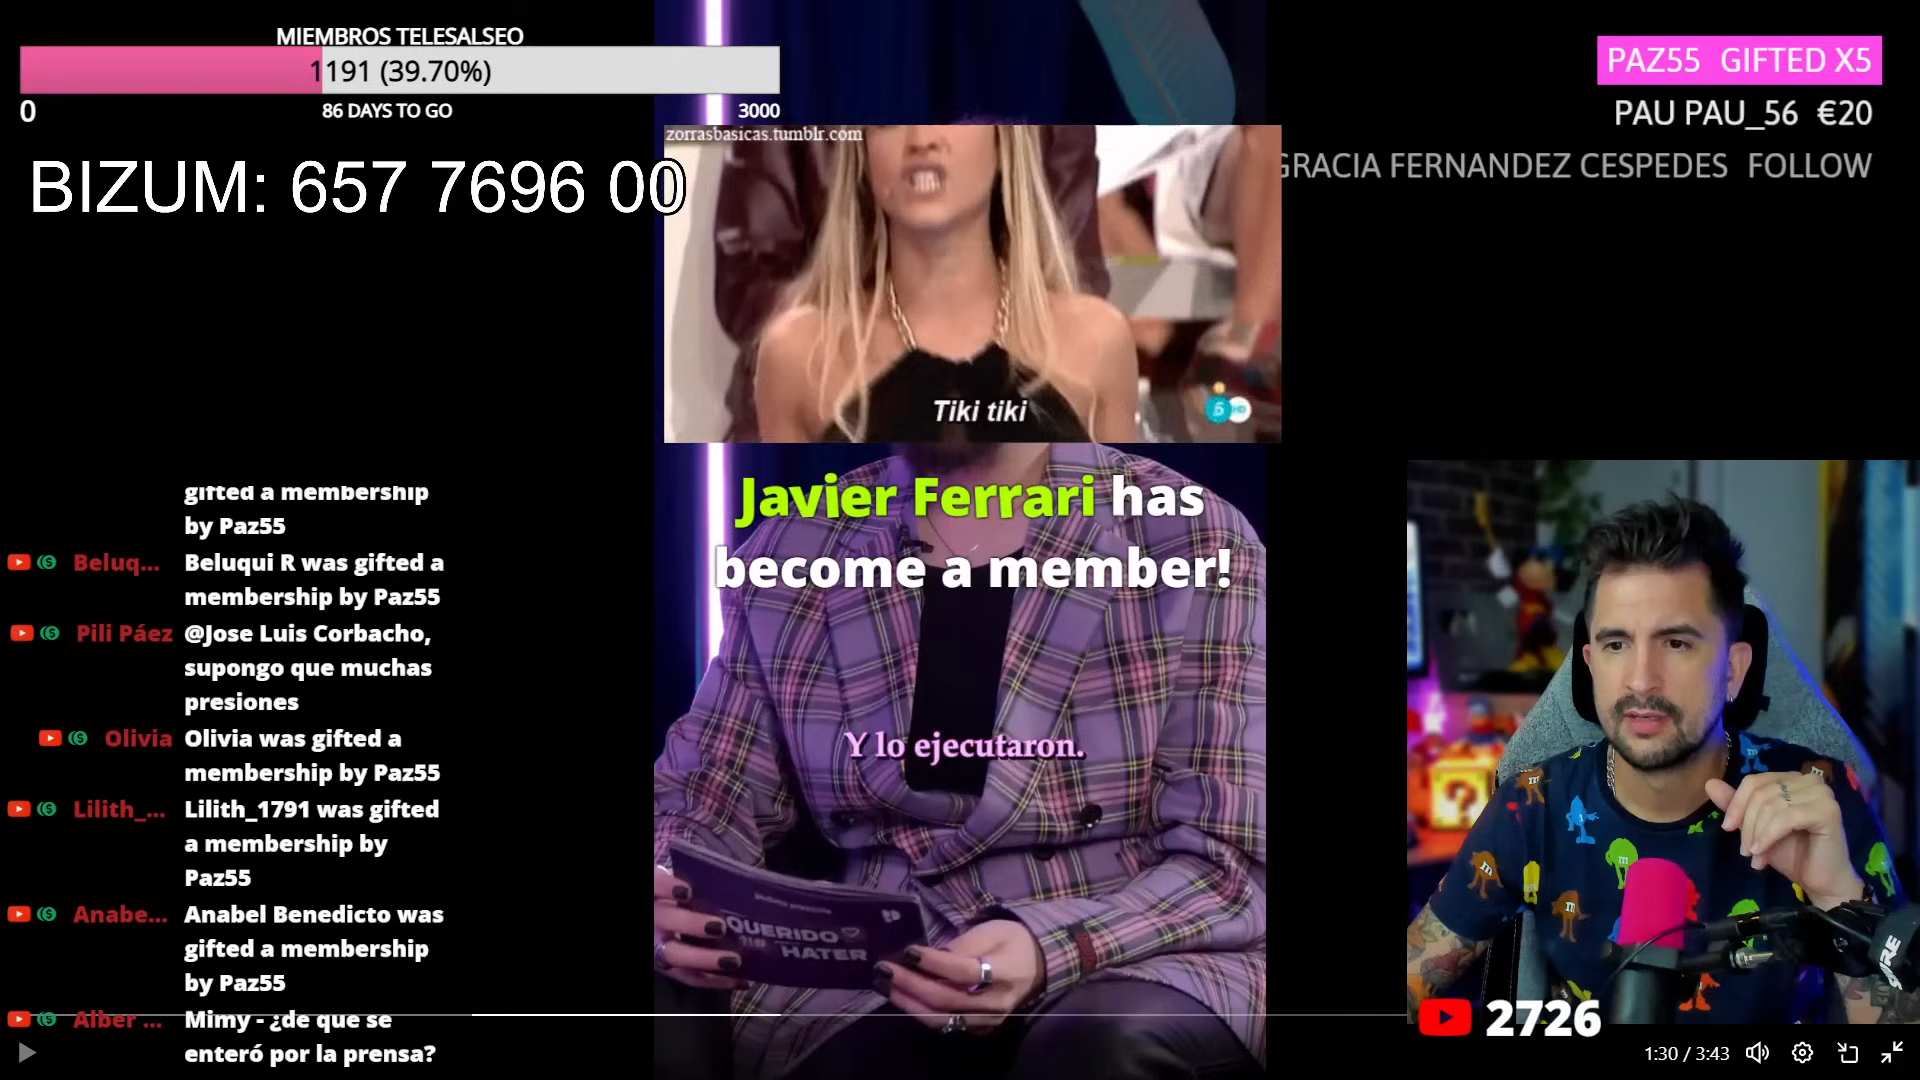 MIEMBROS TELESALSEO
1191 (39.70%)
0
86 DAYS TO GO
3000
BIZUM: 657 7696 00
PAZ55 GIFTED X5
PAU PAU_56 €20
GRACIA FERNANDEZ CESPEDES FOLLOW
zorrasbasicas.tumblr.com
Tiki tiki
5 HD
Javier Ferrari has
become a member!
Y lo ejecutaron.
QUERIDO
HATER
gifted a membership
by Paz55
Beluq... Beluqui R was gifted a
membership by Paz55
Pili Páez @Jose Luis Corbacho,
supongo que muchas
presiones
Olivia Olivia was gifted a
membership by Paz55
Lilith_... Lilith_1791 was gifted
a membership by
Paz55
Anabe... Anabel Benedicto was
gifted a membership
by Paz55
Alber ... Mimy - ¿de que se
enteró por la prensa?
m
m
m
m
SHURE
2726
1:30 / 3:43